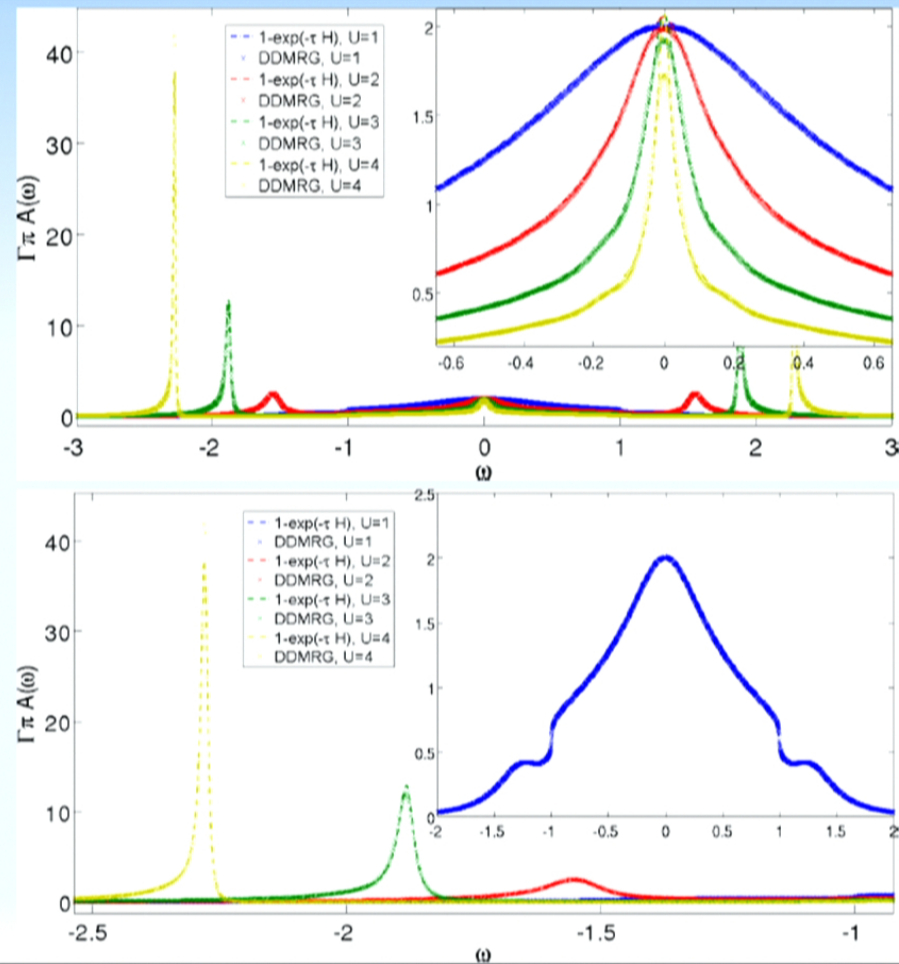 40
30
20
10
0
Γπ A(ω)
1-exp(-τ H), U=1
DDMRG, U=1
1-exp(-τ H), U=2
DDMRG, U=2
1-exp(-τ H), U=3
DDMRG, U=3
1-exp(-τ H), U=4
DDMRG, U=4
2
1.5
1
0.5
-0.6 -0.4 -0.2 0 0.2 0.4 0.6
-3 -2 -1 0 1 2 3
ω
40
30
20
10
0
Γπ A(ω)
1-exp(-τ H), U=1
DDMRG, U=1
1-exp(-τ H), U=2
DDMRG, U=2
1-exp(-τ H), U=3
DDMRG, U=3
1-exp(-τ H), U=4
DDMRG, U=4
2.5
2
1.5
1
0.5
0
-2 -1.5 -1 -0.5 0 0.5 1 1.5 2
-2.5 -2 -1.5 -1
ω